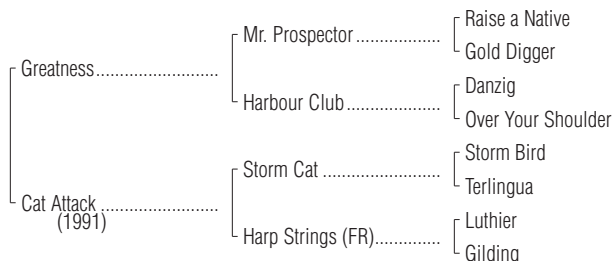 Raise a Native
Mr. Prospector ..................
Gold Digger
Greatness..........................
Danzig
Harbour Club ....................
Over Your Shoulder
Storm Bird
Storm Cat .........................
Terlingua
Cat Attack .........................
(1991)
Luthier
Harp Strings (FR)..............
Gilding